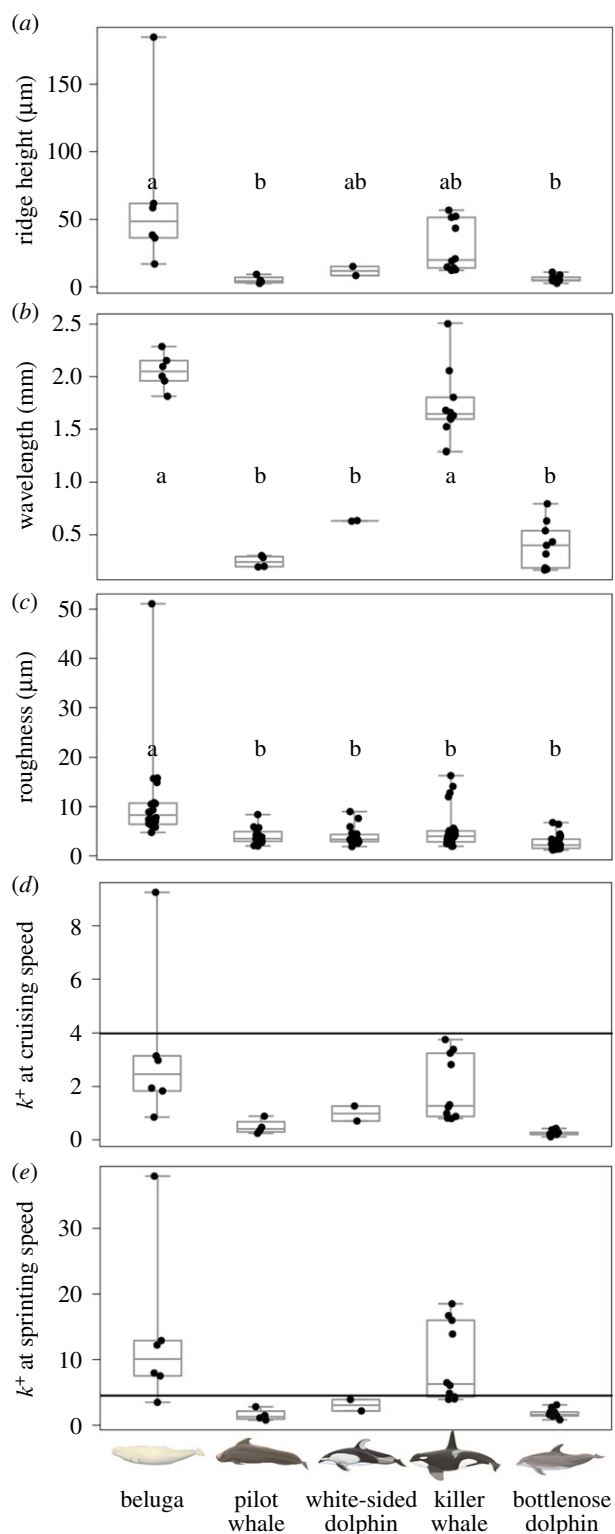 (a)
ridge height (µm)
150
100
50
0
a b ab ab b
(b)
wavelength (mm)
2.5
2.0
1.5
1.0
0.5
a b b a b
(c)
roughness (µm)
50
40
30
20
10
0
a b b b b
(d)
k+ at cruising speed
8
6
4
2
0
(e)
k+ at sprinting speed
30
20
10
0
beluga pilot white-sided killer bottlenose
whale dolphin whale dolphin